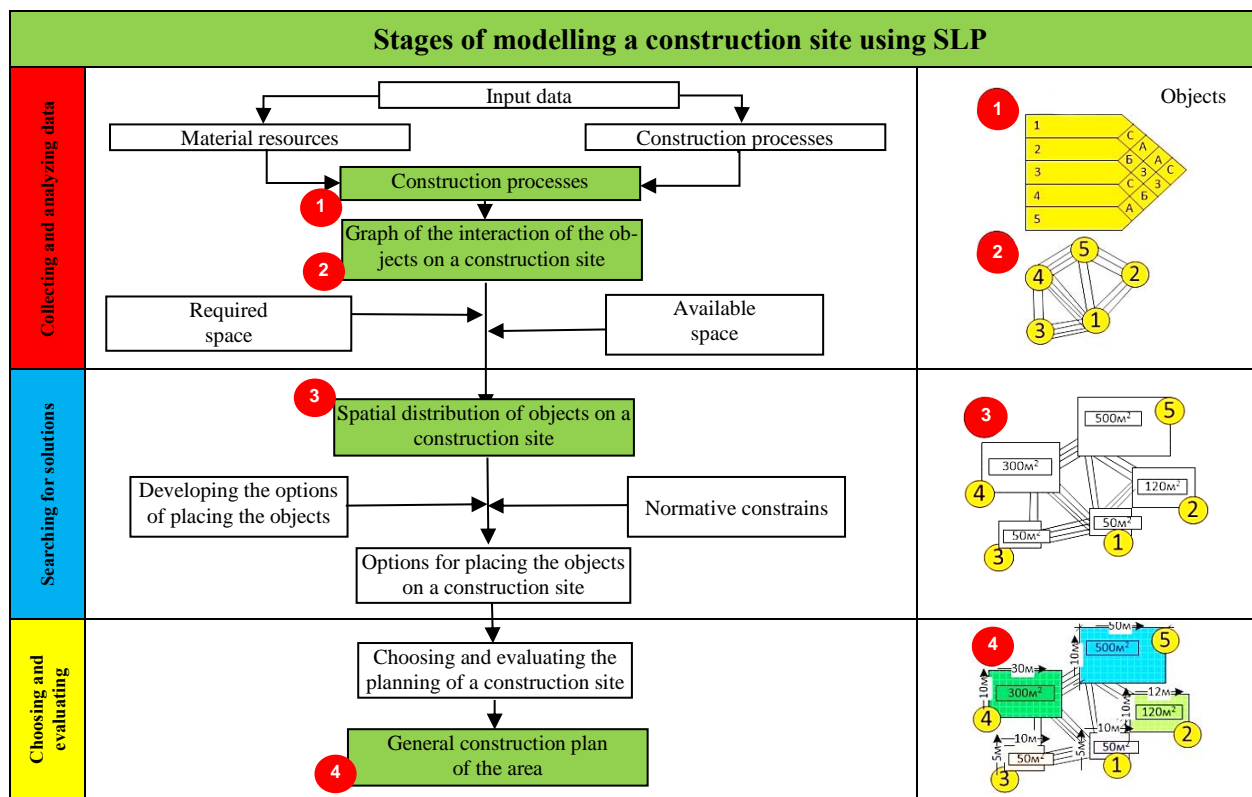 Stages of modelling a construction site using SLP
Collecting and analyzing data
Input data
Material resources
Construction processes
Construction processes
1
Graph of the interaction of the ob-
jects on a construction site
2
Required
space
Available
space
1
Objects
1
2
3
4
5
С
А
А
С
Б
З
З
С
Б
А
2
5
4
2
3
1
Searching for solutions
3
Spatial distribution of objects on a
construction site
Developing the options
of placing the objects
Normative constrains
Options for placing the objects
on a construction site
3
500м²
5
300м²
4
120м²
2
50м²
3
50м²
1
Choosing and
evaluating
Choosing and evaluating the
planning of a construction site
General construction plan
of the area
4
4
50м
10м
500м²
5
30м
10м
300м²
4
12м
10м
120м²
2
10м
5м
50м²
3
10м
5м
50м²
1